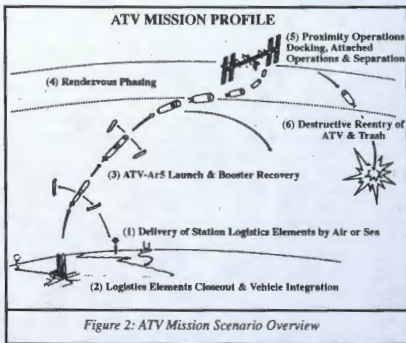 ATV MISSION PROFILE
(5) Proximity Operations
Docking, Attached
Operations & Separation
(4) Rendezvous Phasing
(6) Destructive Reentry of
ATV & Trash
(3) ATV-Ar5 Launch & Booster Recovery
(1) Delivery of Station Logistics Elements by Air or Sea
(2) Logistics Elements Closeout & Vehicle Integration
Figure 2: ATV Mission Scenario Overview